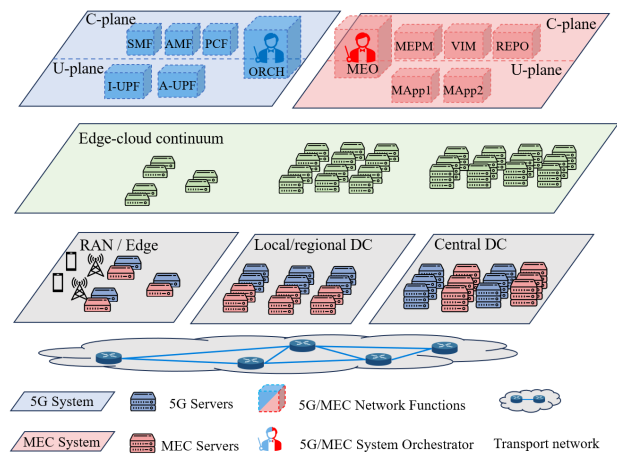 C-plane
SMF AMF PCF
ORCH
U-plane
I-UPF A-UPF
C-plane
MEPM VIM REPO
MEO
U-plane
MApp1 MApp2
Edge-cloud continuum
RAN / Edge
Local/regional DC
Central DC
5G System
5G Servers
5G/MEC Network Functions
MEC System
MEC Servers
5G/MEC System Orchestrator
Transport network